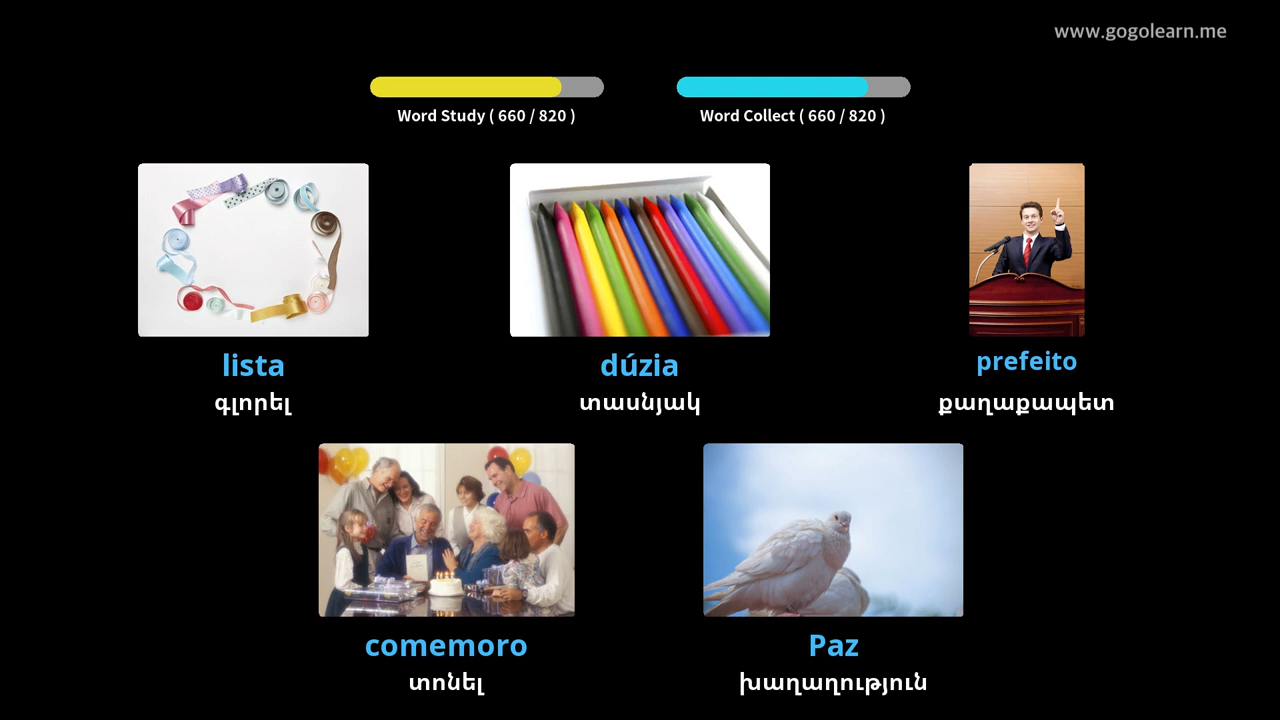 www.gogolearn.me
Word Study ( 660 / 820 )
Word Collect ( 660 / 820 )
lista
գլորել
dúzia
տասնյակ
prefeito
քաղաքապետ
comemoro
տոնել
Paz
խաղաղություն